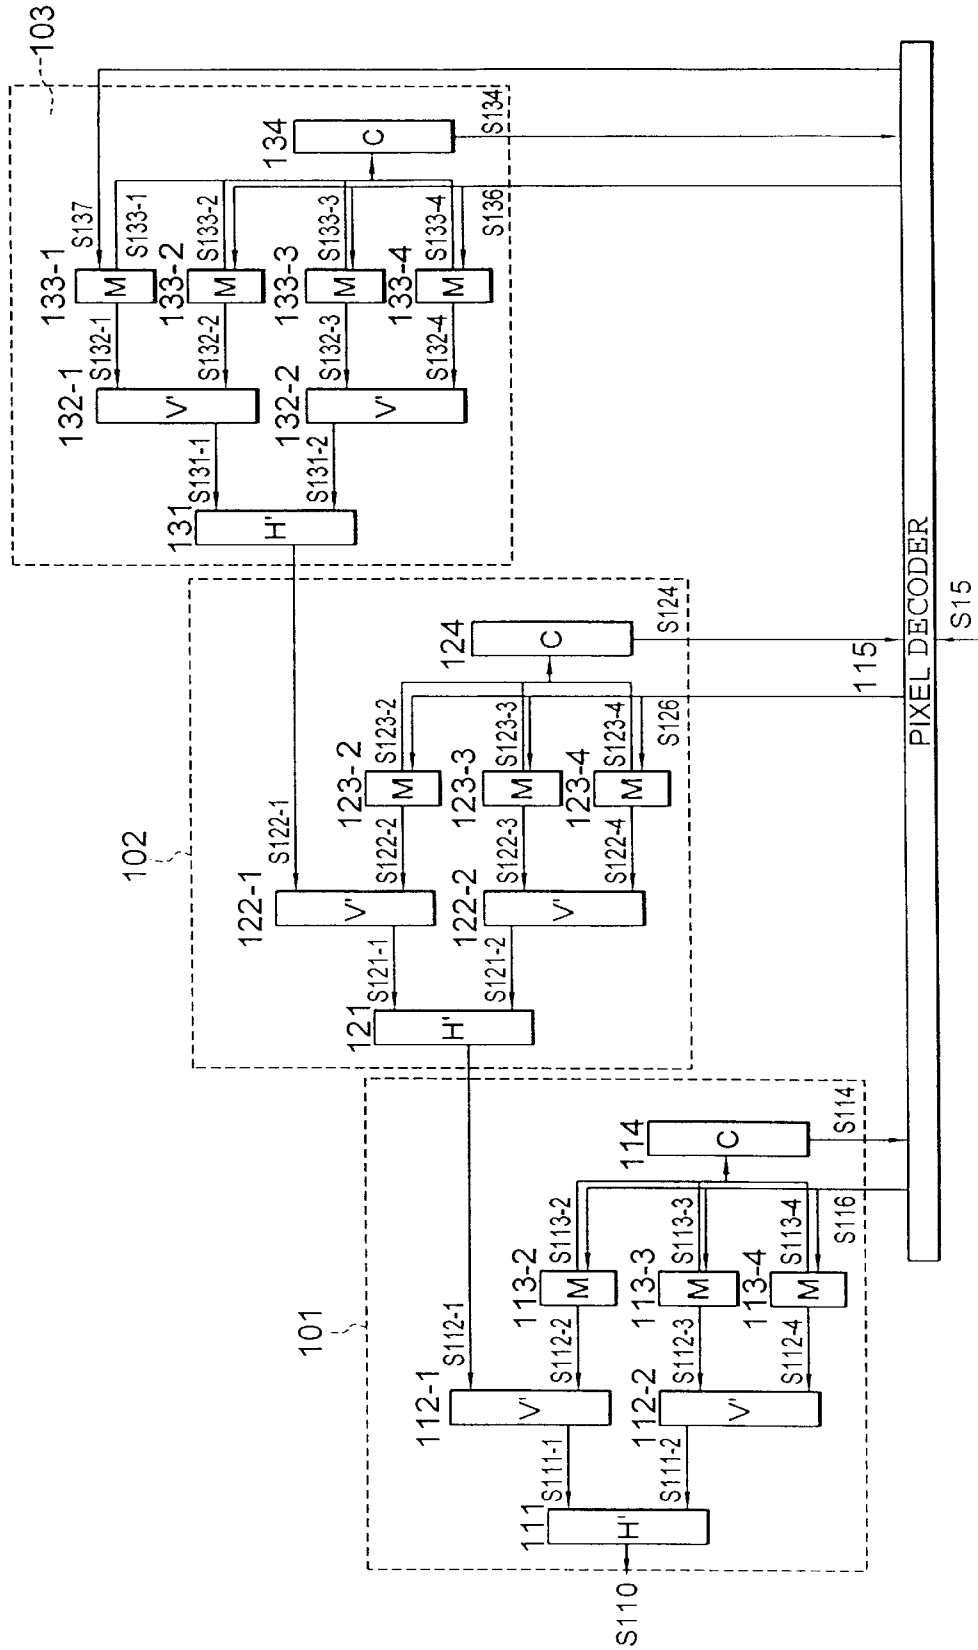 103
S137
133-1
M
S133-1
S132-1
132-1
V'
133-2
M
S133-2
S132-2
134
C
S134
S131-1
131
H'
133-3
M
S133-3
S132-3
132-2
V'
S131-2
133-4
M
S133-4
S132-4
S136
102
S122-1
122-1
V'
123-2
M
S123-2
S122-2
124
C
S124
S121-1
121
H'
123-3
M
S123-3
S122-3
122-2
V'
S121-2
123-4
M
S123-4
S122-4
S126
101
S112-1
112-1
V'
113-2
M
S113-2
S112-2
114
C
S114
S111-1
111
H'
S110
113-3
M
S113-3
S112-3
112-2
V'
S111-2
113-4
M
S113-4
S112-4
S116
115
PIXEL DECODER
S15